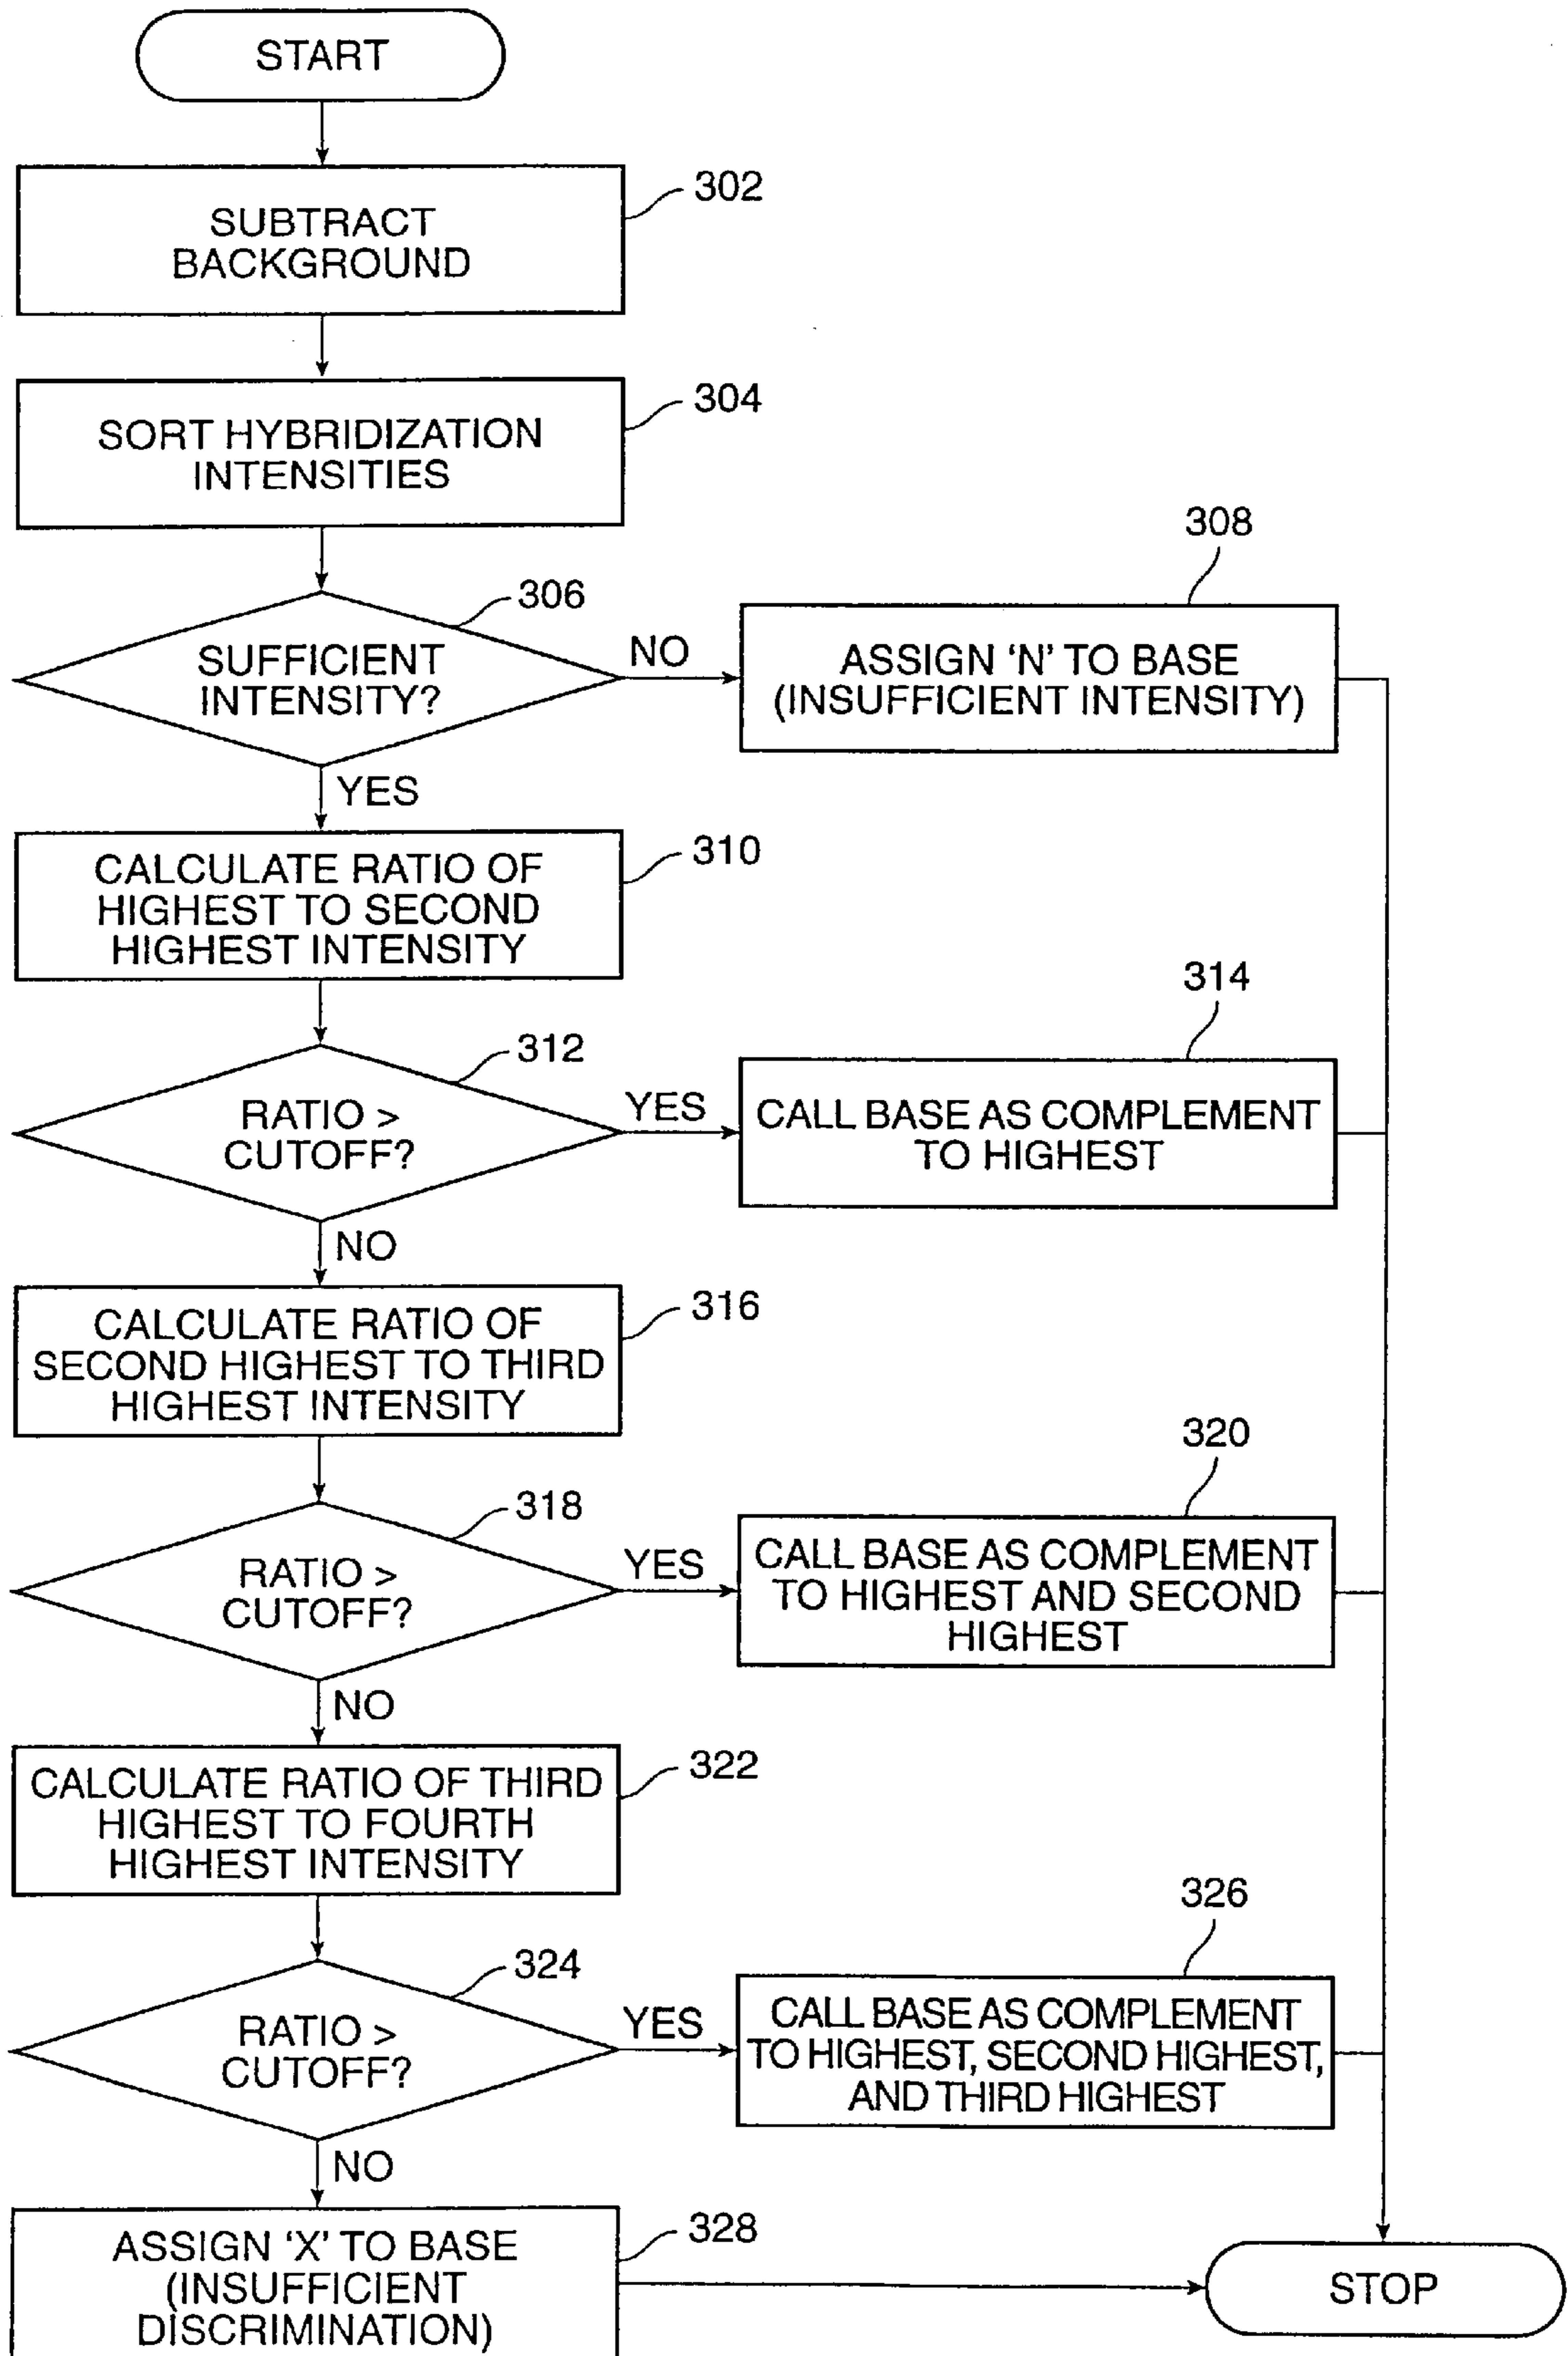 START
302
SUBTRACT
BACKGROUND
304
SORT HYBRIDIZATION
INTENSITIES
306
SUFFICIENT
INTENSITY?
NO
308
ASSIGN ‘N’ TO BASE
(INSUFFICIENT INTENSITY)
YES
310
CALCULATE RATIO OF
HIGHEST TO SECOND
HIGHEST INTENSITY
312
RATIO >
CUTOFF?
YES
314
CALL BASE AS COMPLEMENT
TO HIGHEST
NO
316
CALCULATE RATIO OF
SECOND HIGHEST TO THIRD
HIGHEST INTENSITY
318
RATIO >
CUTOFF?
YES
320
CALL BASE AS COMPLEMENT
TO HIGHEST AND SECOND
HIGHEST
NO
322
CALCULATE RATIO OF THIRD
HIGHEST TO FOURTH
HIGHEST INTENSITY
324
RATIO >
CUTOFF?
YES
326
CALL BASE AS COMPLEMENT
TO HIGHEST, SECOND HIGHEST,
AND THIRD HIGHEST
NO
328
ASSIGN ‘X’ TO BASE
(INSUFFICIENT
DISCRIMINATION)
STOP